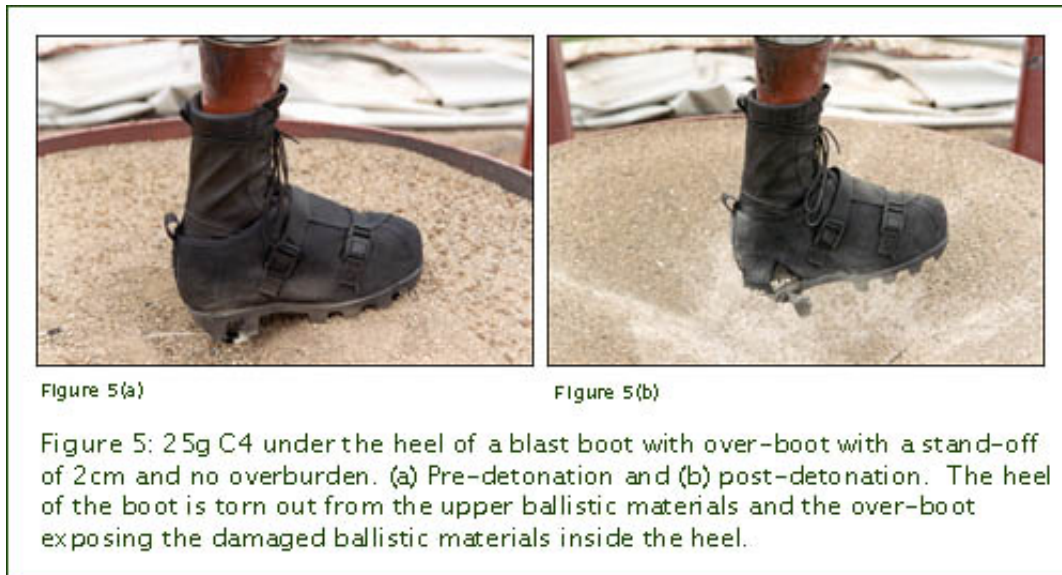 Figure 5(a)
Figure 5(b)
Figure 5: 25g C4 under the heel of a blast boot with over-boot with a stand-off
of 2cm and no overburden. (a) Pre-detonation and (b) post-detonation. The heel
of the boot is torn out from the upper ballistic materials and the over-boot
exposing the damaged ballistic materials inside the heel.